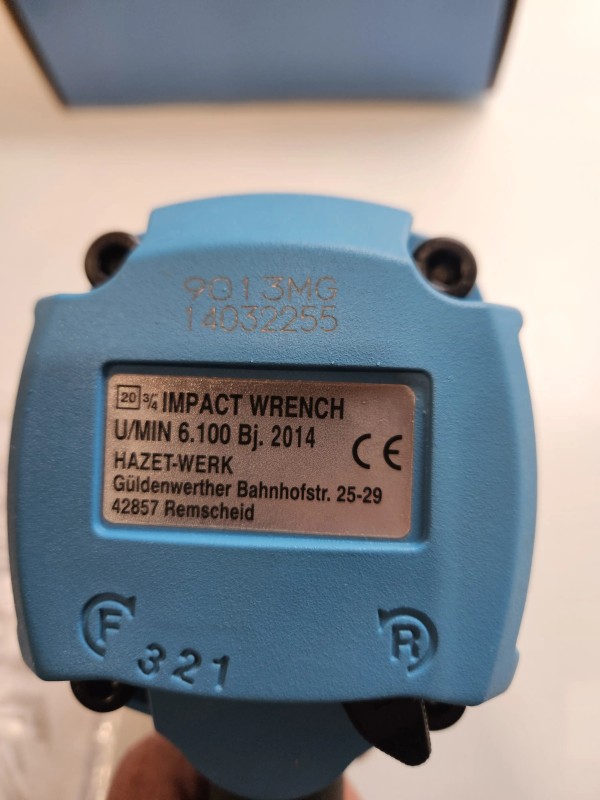 9013MG
14032255
20 3/4 IMPACT WRENCH
U/MIN 6.100 Bj. 2014
CE
HAZET-WERK
Güldenwerther Bahnhofstr. 25-29
42857 Remscheid
F 321 R